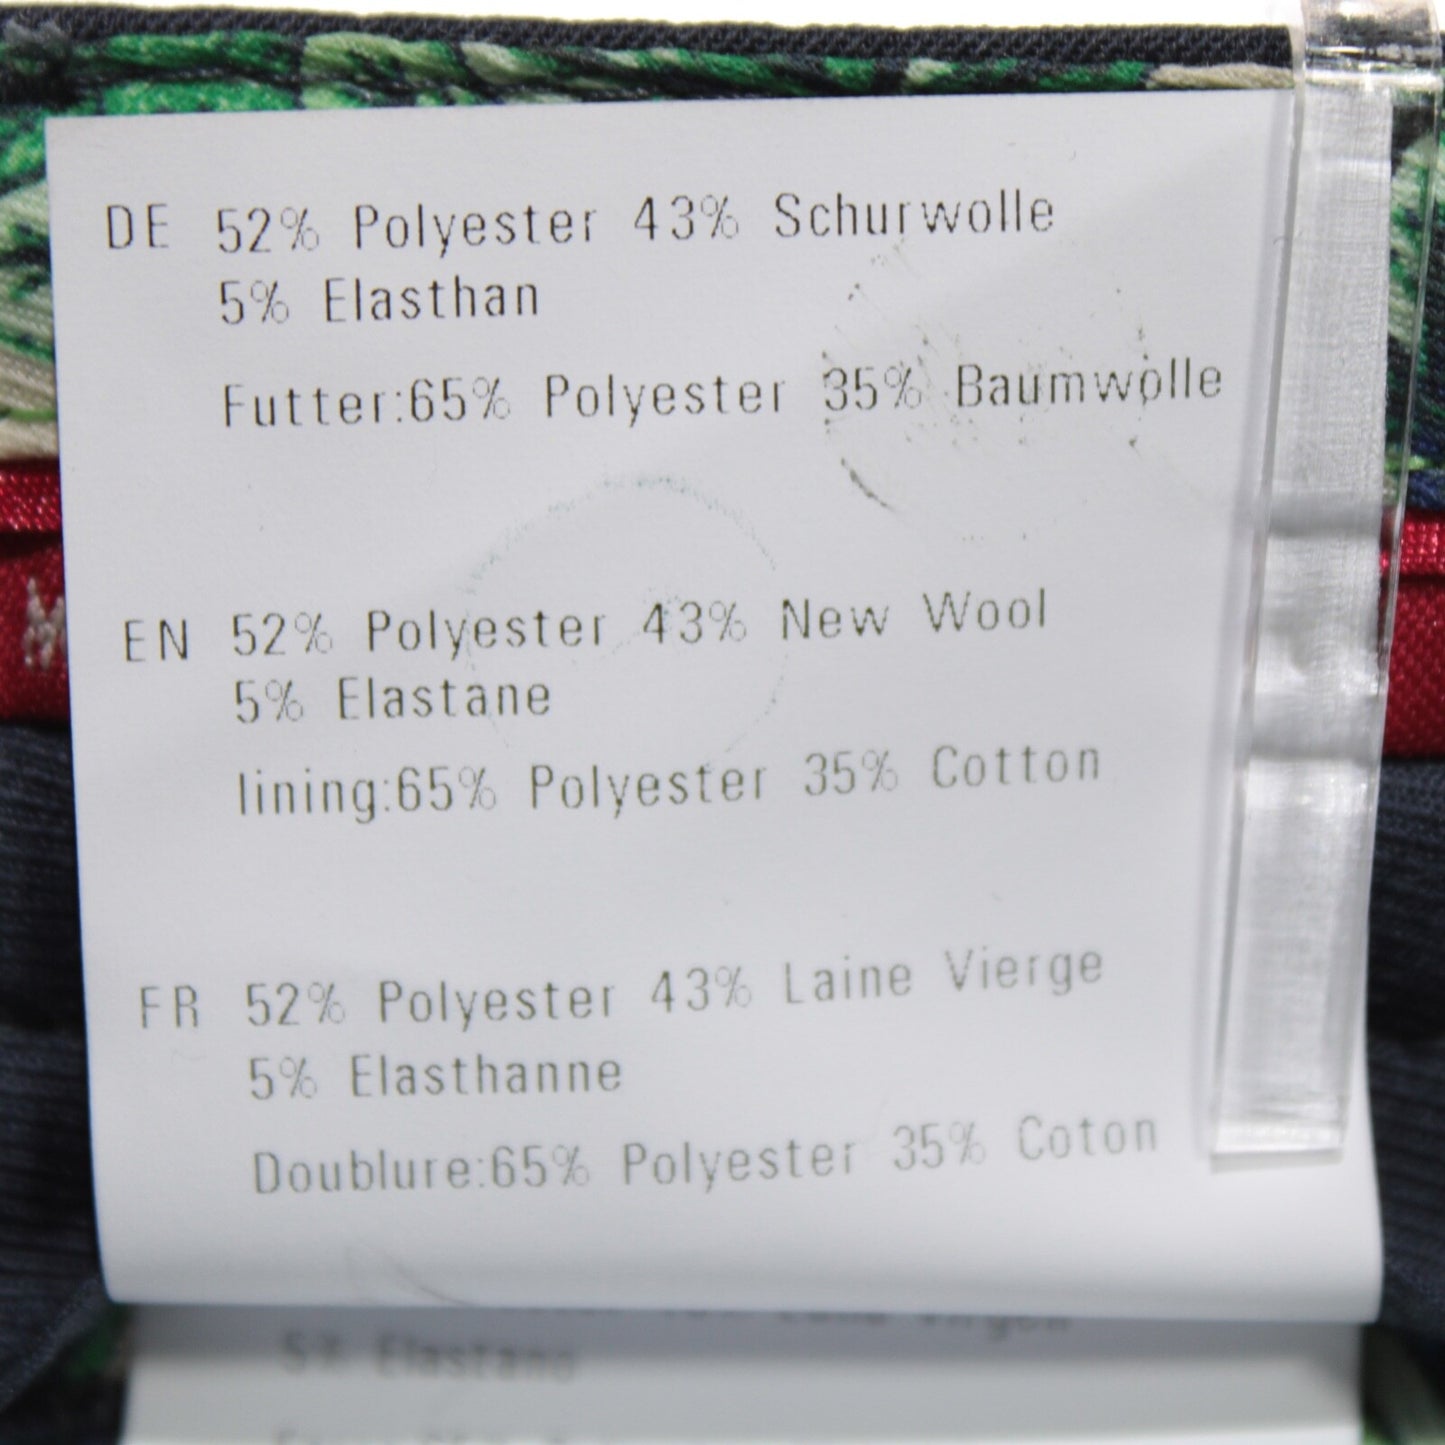 DE 52% Polyester 43% Schurwolle
5% Elasthan
Futter:65% Polyester 35% Baumwolle
EN 52% Polyester 43% New Wool
5% Elastane
lining:65% Polyester 35% Cotton
FR 52% Polyester 43% Laine Vierge
5% Elasthanne
Doublure:65% Polyester 35% Coton
5% Elastano